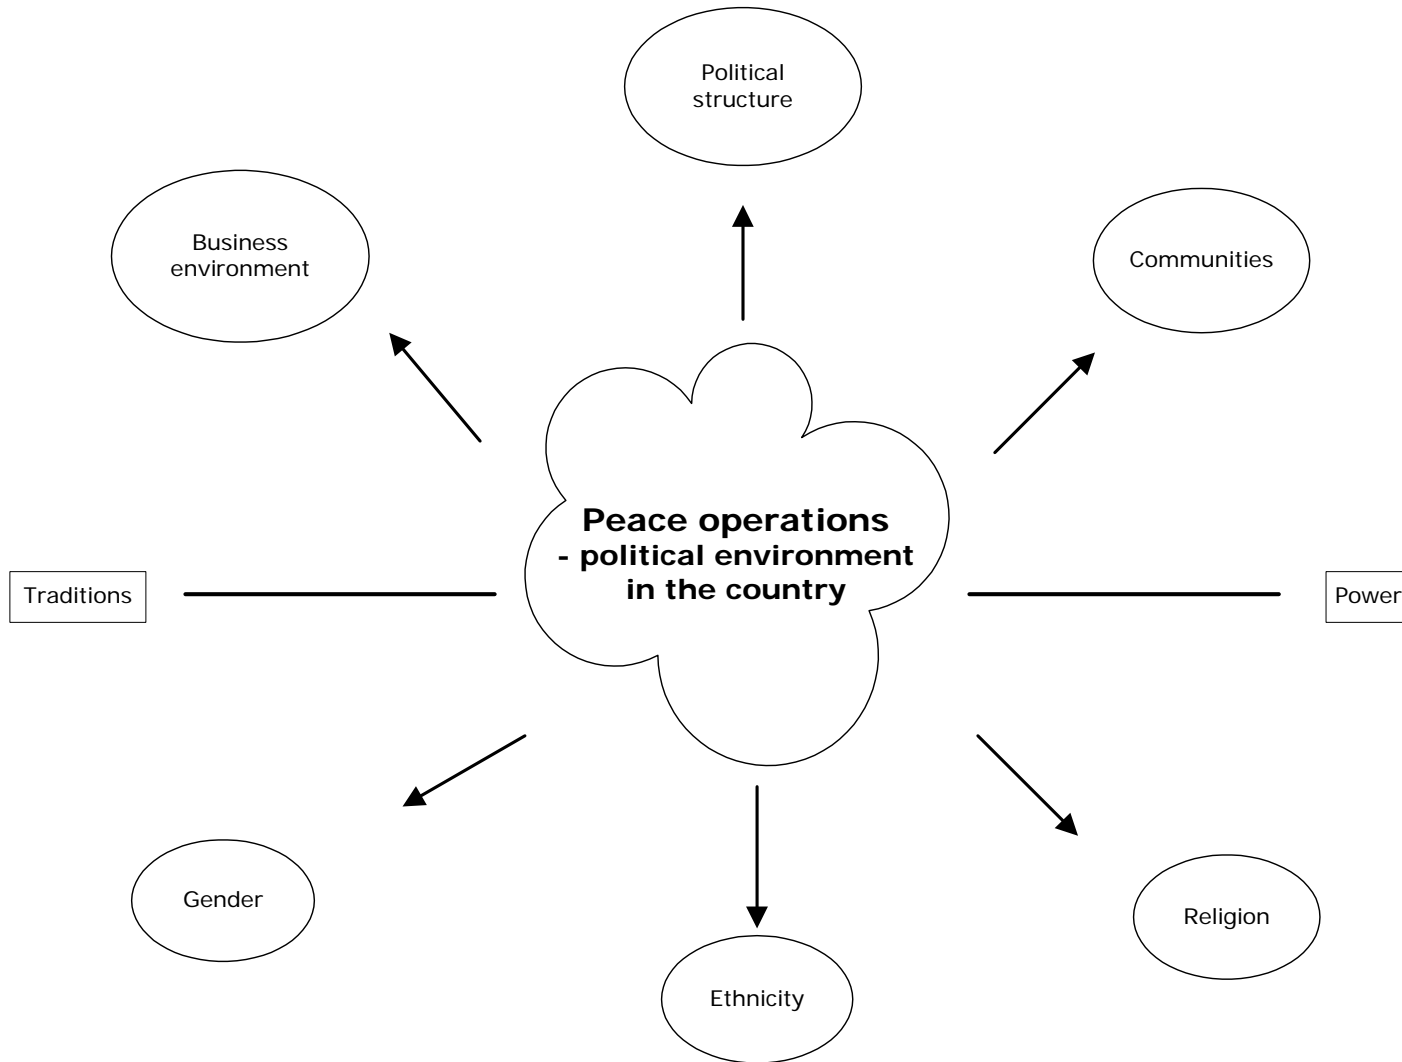 Political
structure
Business
environment
Communities
Peace operations
- political environment
in the country
Traditions
Power
Gender
Religion
Ethnicity